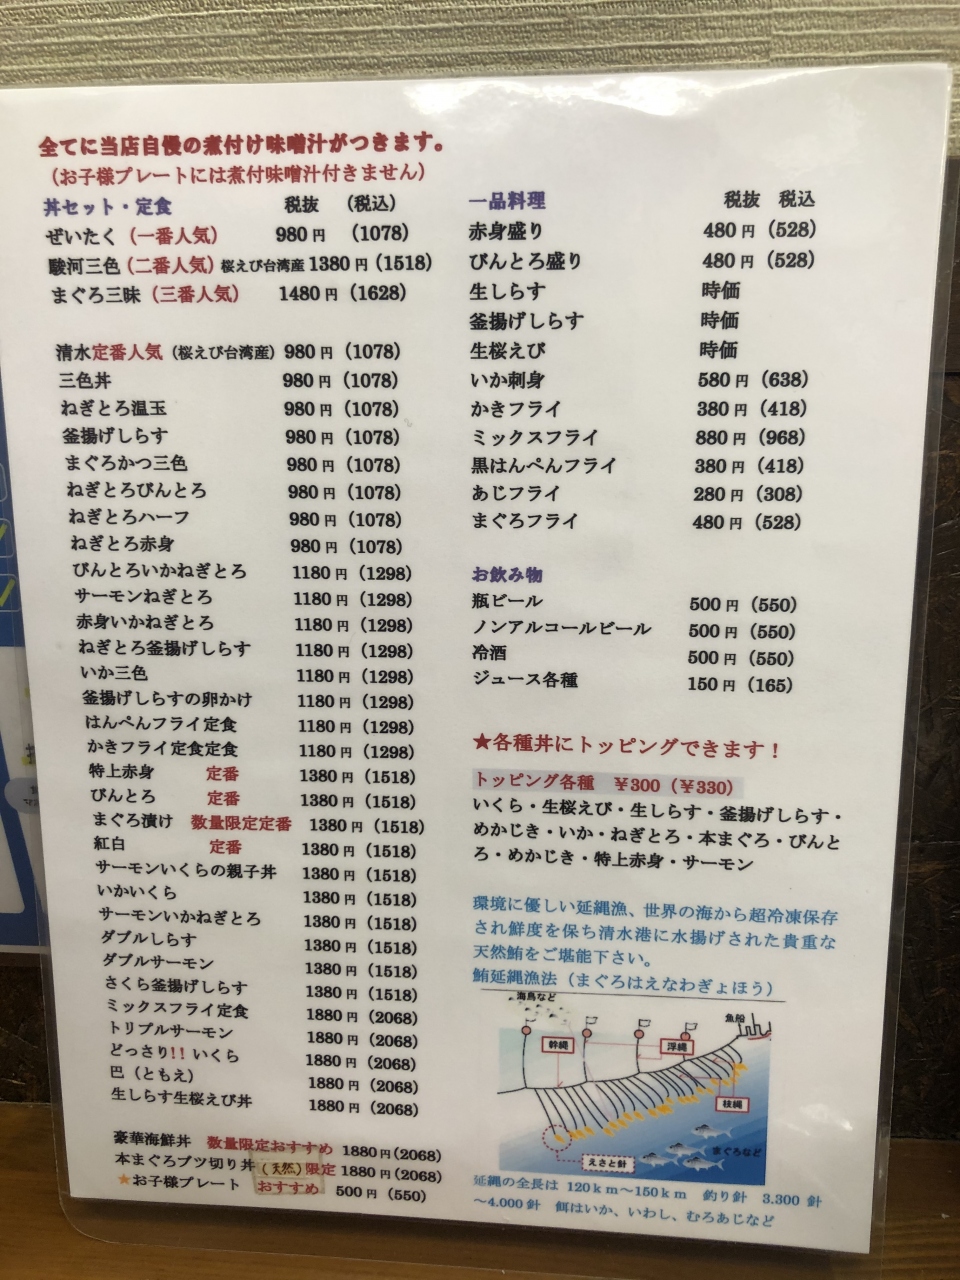 全てに当店自慢の煮付け味噌汁がつきます。
（お子様プレートには煮付味噌汁付きません）
丼セット・定食 税抜 （税込）
ぜいたく（一番人気） 980円 （1078）
駿河三色（二番人気）桜えび台湾産 1380円（1518）
まぐろ三昧（三番人気） 1480円（1628）
清水定番人気（桜えび台湾産） 980円（1078）
三色丼 980円（1078）
ねぎとろ温玉 980円（1078）
釜揚げしらす 980円（1078）
まぐろかつ三色 980円（1078）
ねぎとろびんとろ 980円（1078）
ねぎとろハーフ 980円（1078）
ねぎとろ赤身 980円（1078）
びんとろいかねぎとろ 1180円（1298）
サーモンねぎとろ 1180円（1298）
赤身いかねぎとろ 1180円（1298）
ねぎとろ釜揚げしらす 1180円（1298）
いか三色 1180円（1298）
釜揚げしらすの卵かけ 1180円（1298）
はんぺんフライ定食 1180円（1298）
かきフライ定食定食 1180円（1298）
特上赤身 定番 1380円（1518）
びんとろ 定番 1380円（1518）
まぐろ漬け 数量限定定番 1380円（1518）
紅白 定番 1380円（1518）
サーモンいくらの親子丼 1380円（1518）
いかいくら 1380円（1518）
サーモンいかねぎとろ 1380円（1518）
ダブルしらす 1380円（1518）
ダブルサーモン 1380円（1518）
さくら釜揚げしらす 1380円（1518）
ミックスフライ定食 1880円（2068）
トリプルサーモン 1880円（2068）
どっさり!! いくら 1880円（2068）
巴（ともえ） 1880円（2068）
生しらす生桜えび丼 1880円（2068）
豪華海鮮丼 数量限定おすすめ 1880円（2068）
本まぐろブツ切り丼（天然）限定 1880円（2068）
★お子様プレート おすすめ 500円（550）
一品料理 税抜 税込
赤身盛り 480円（528）
びんとろ盛り 480円（528）
生しらす 時価
釜揚げしらす 時価
生桜えび 時価
いか刺身 580円（638）
かきフライ 380円（418）
ミックスフライ 880円（968）
黒はんぺんフライ 380円（418）
あじフライ 280円（308）
まぐろフライ 480円（528）
お飲み物
瓶ビール 500円（550）
ノンアルコールビール 500円（550）
冷酒 500円（550）
ジュース各種 150円（165）
★各種丼にトッピングできます！
トッピング各種 ￥300（￥330）
いくら・生桜えび・生しらす・釜揚げしらす・
めかじき・いか・ねぎとろ・本まぐろ・びんと
ろ・めかじき・特上赤身・サーモン
環境に優しい延縄漁、世界の海から超冷凍保存
され鮮度を保ち清水港に水揚げされた貴重な
天然鮪をご堪能下さい。
鮪延縄漁法（まぐろはえなわぎょほう）
海鳥など
魚船
幹縄
浮縄
枝縄
まぐろなど
えさと針
延縄の全長は 120ｋｍ～150ｋｍ 釣り針 3.300 針
～4.000針 餌はいか、いわし、むろあじなど